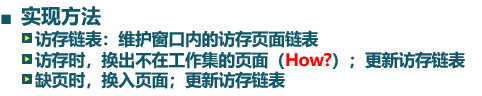 实现方法
访存链表：维护窗口内的访存页面链表
访存时，换出不在工作集的页面（How?）；更新访存链表
缺页时，换入页面；更新访存链表